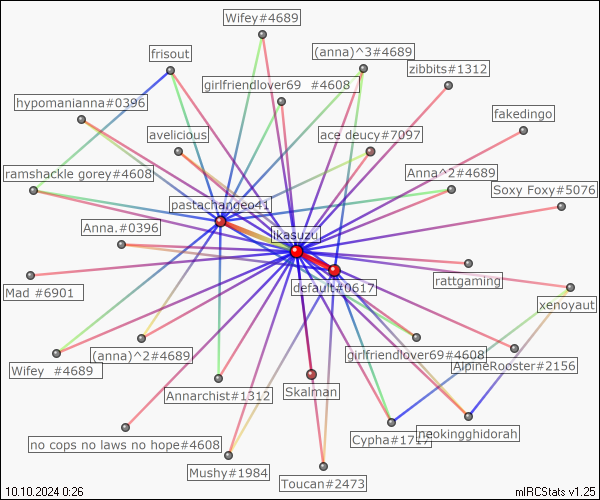 Wifey#4689
frisout
(anna)^3#4689
zibbits#1312
girlfriendlover69 #4608
hypomanianna#0396
fakedingo
avelicious
ace deucy#7097
ramshackle gorey#4608
Anna^2#4689
Soxy Foxy#5076
pastachangeo41
Anna.#0396
ikasuzu
rattgaming
Mad #6901
default#0617
xenoyaut
(anna)^2#4689
girlfriendlover69#4608
Wifey #4689
AlpineRooster#2156
Annarchist#1312
Skalman
no cops no laws no hope#4608
Cypha#1717
neokingghidorah
Mushy#1984
Toucan#2473
10.10.2024 0:26
mIRCStats v1.25